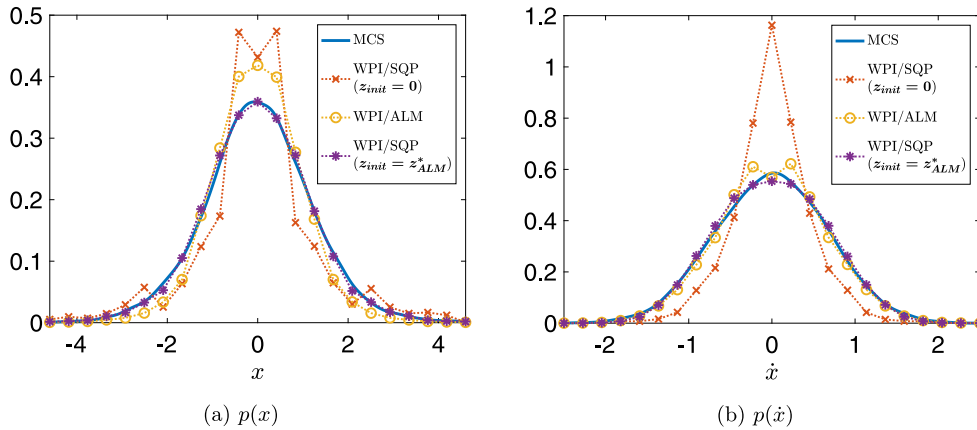 0.5
0.4
0.3
0.2
0.1
0
-4 -2 0 2 4
x
MCS
WPI/SQP
(z_init = 0)
WPI/ALM
WPI/SQP
(z_init = z*_ALM)
(a) p(x)
1.2
1
0.8
0.6
0.4
0.2
0
-2 -1 0 1 2
ẋ
MCS
WPI/SQP
(z_init = 0)
WPI/ALM
WPI/SQP
(z_init = z*_ALM)
(b) p(ẋ)